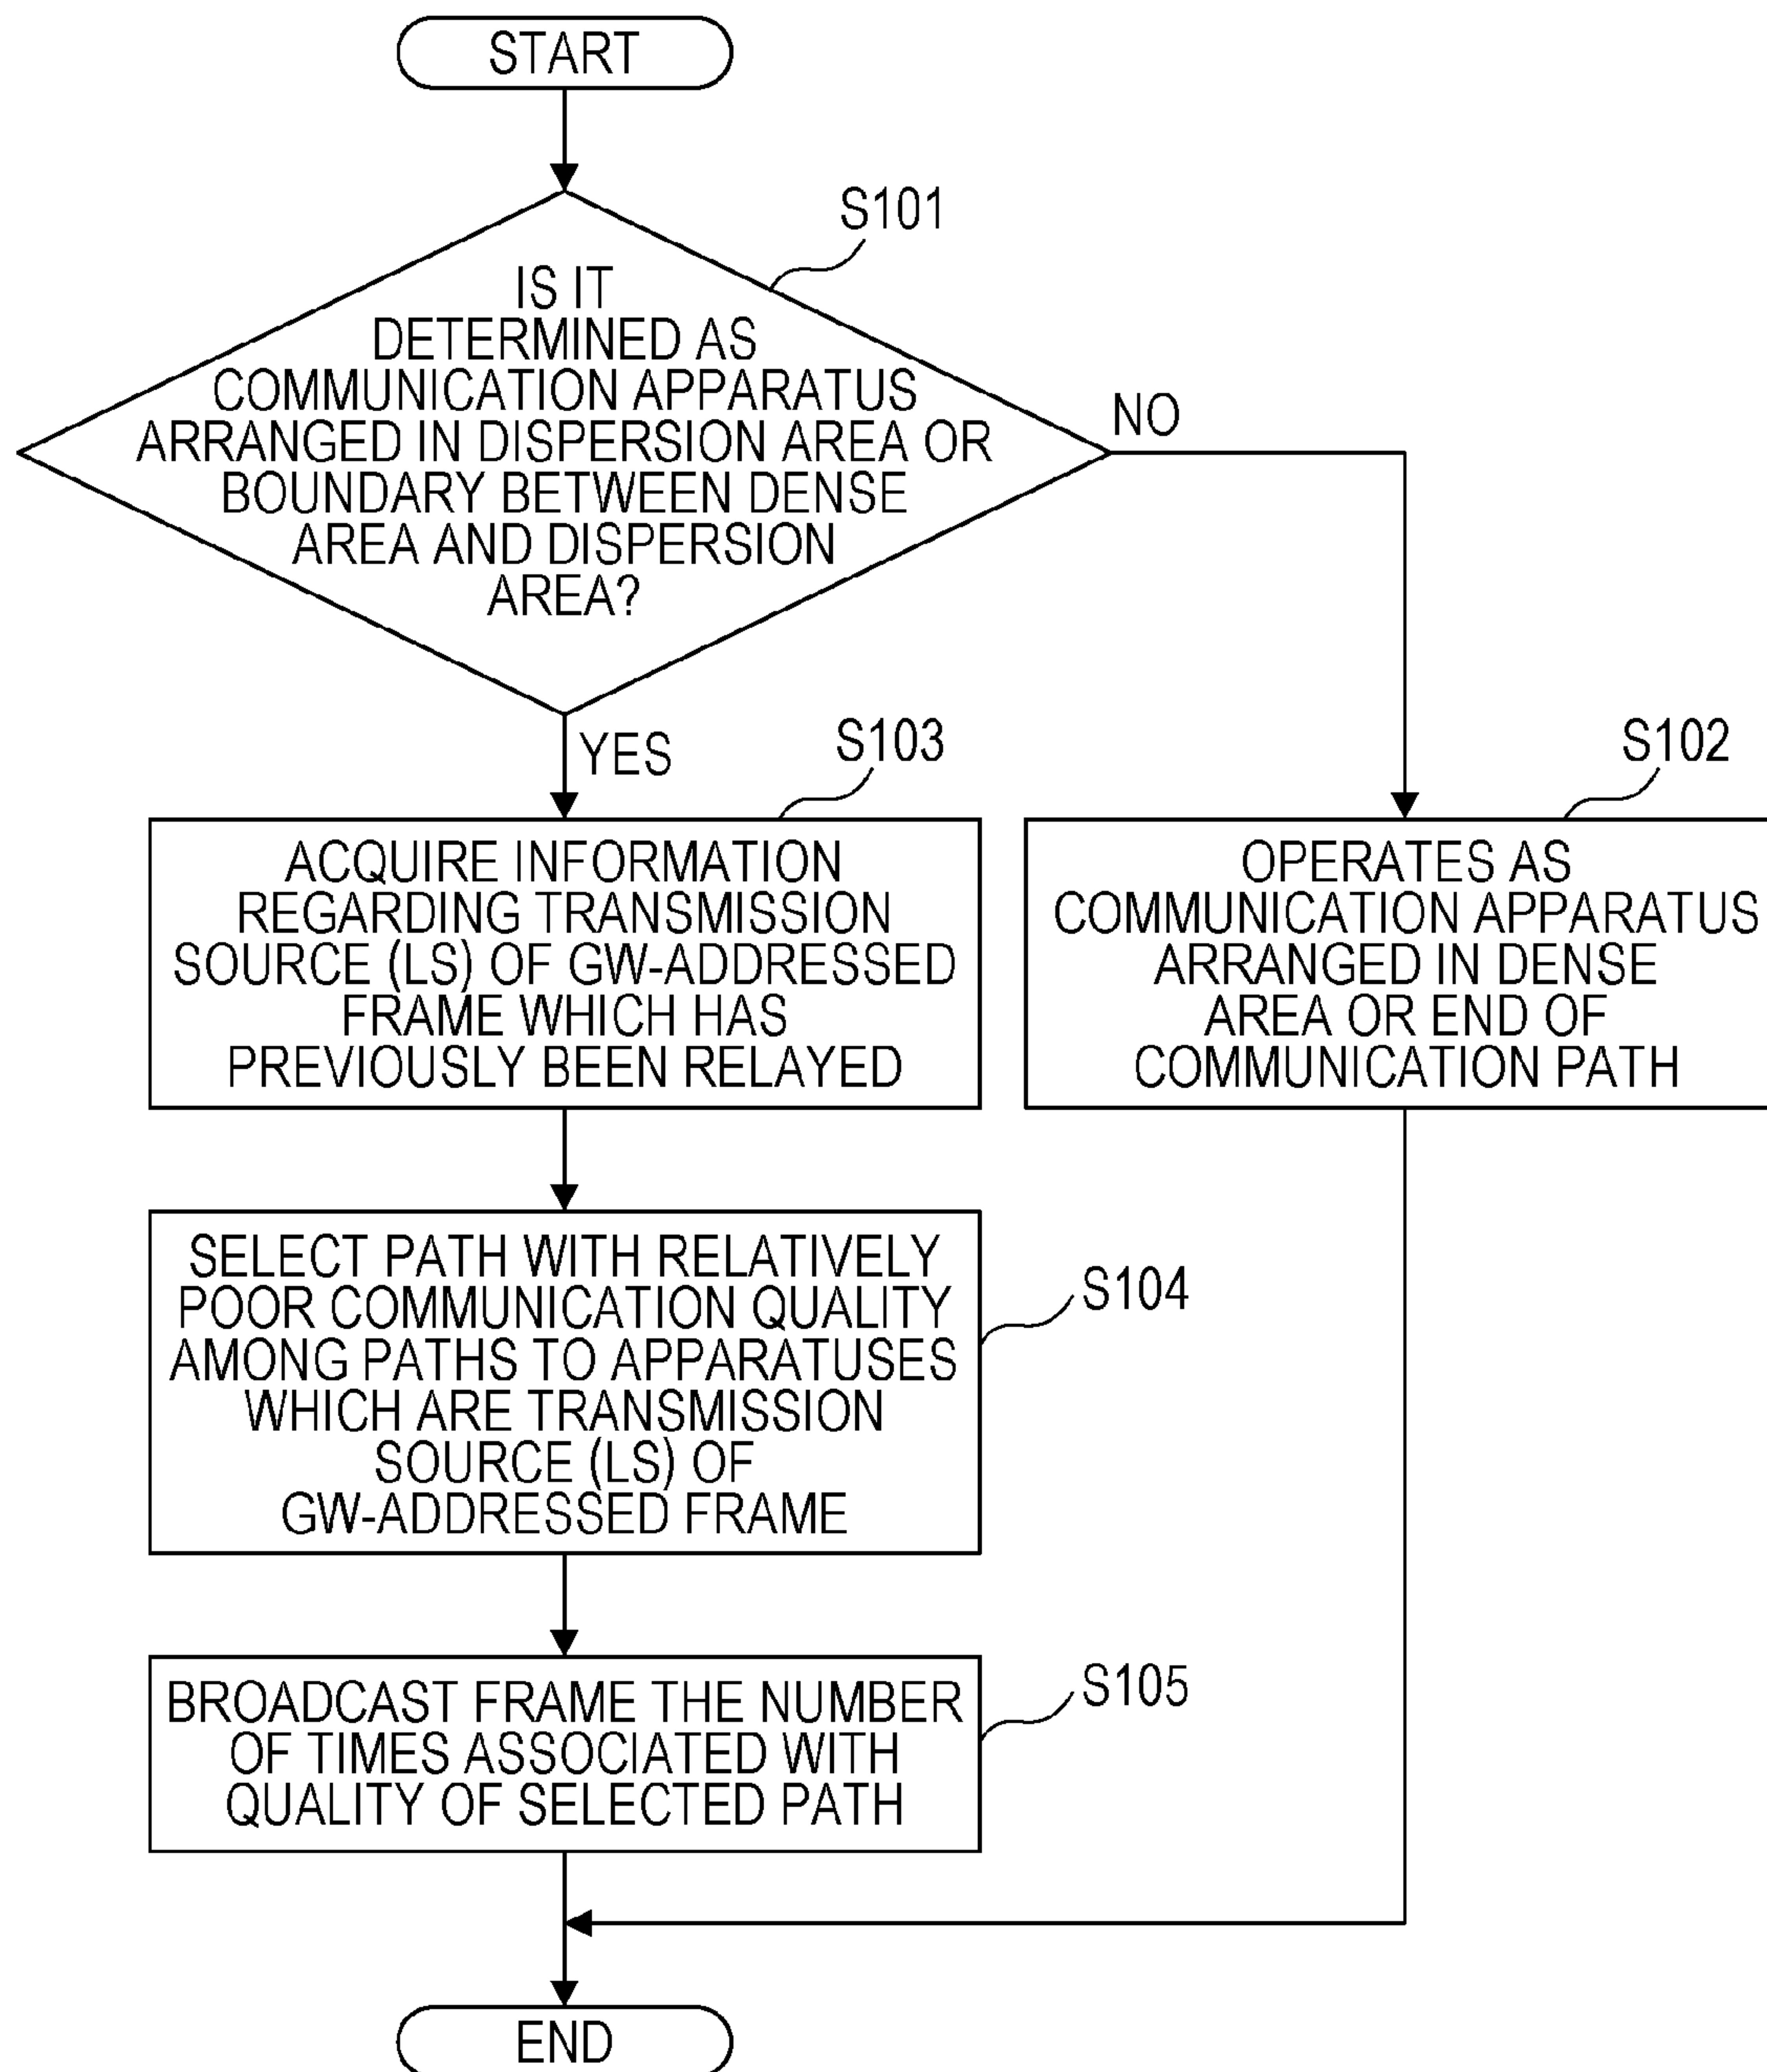 START
S101
IS IT
DETERMINED AS
COMMUNICATION APPARATUS
ARRANGED IN DISPERSION AREA OR
BOUNDARY BETWEEN DENSE
AREA AND DISPERSION
AREA?
NO
YES
S103
ACQUIRE INFORMATION
REGARDING TRANSMISSION
SOURCE (LS) OF GW-ADDRESSED
FRAME WHICH HAS
PREVIOUSLY BEEN RELAYED
S102
OPERATES AS
COMMUNICATION APPARATUS
ARRANGED IN DENSE
AREA OR END OF
COMMUNICATION PATH
SELECT PATH WITH RELATIVELY
POOR COMMUNICATION QUALITY
AMONG PATHS TO APPARATUSES
WHICH ARE TRANSMISSION
SOURCE (LS) OF
GW-ADDRESSED FRAME
S104
BROADCAST FRAME THE NUMBER
OF TIMES ASSOCIATED WITH
QUALITY OF SELECTED PATH
S105
END